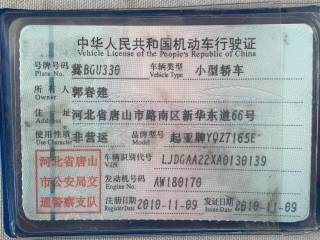 中华人民共和国机动车行驶证
Vehicle License of the People's Republic of China
号牌号码 Plate No. 冀BGU330 车辆类型 Vehicle Type 小型轿车
所有人 Owner 郭春建
住址 Address 河北省唐山市路南区新华东道66号
使用性质 Use Character 非营运 品牌型号 Model 起亚牌YQZ7165E
河北省唐山市公安局交通警察支队
车辆识别代号 VIN LJDGAA22XA0130139
发动机号码 Engine No. AW180170
注册日期 Register Date 2010-11-09 发证日期 Issue Date 2010-11-09